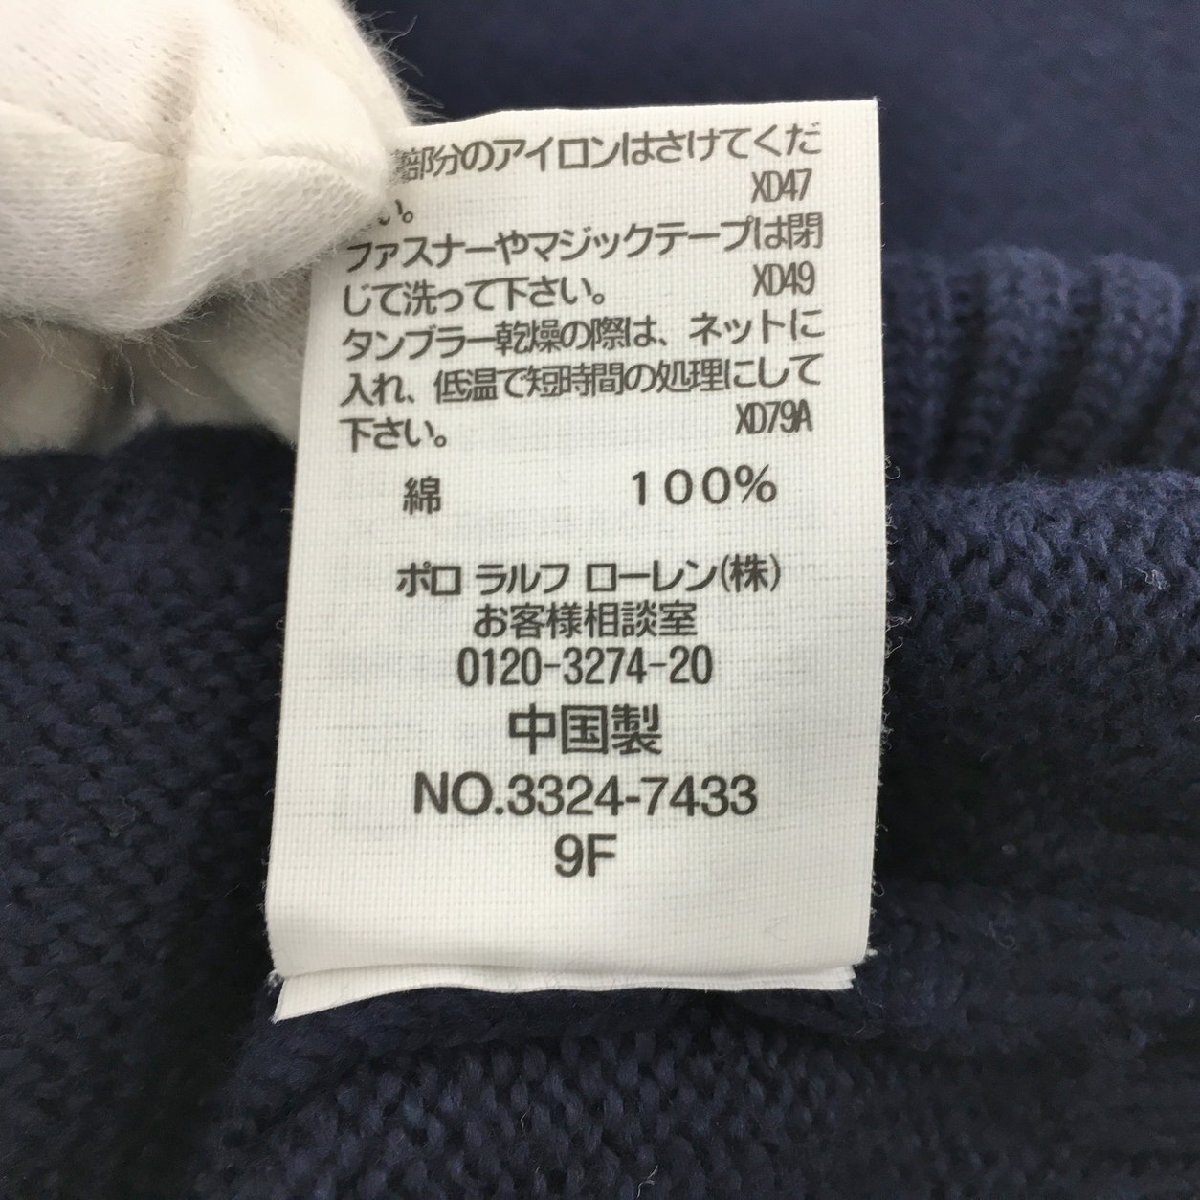 部分のアイロンはさけてくだ
い。 XD47
ファスナーやマジックテープは閉
じて洗って下さい。 XD49
タンブラー乾燥の際は、ネットに
入れ、低温で短時間の処理にして
下さい。 XD79A
綿 100%
ポロ ラルフ ローレン(株)
お客様相談室
0120-3274-20
中国製
NO.3324-7433
9F